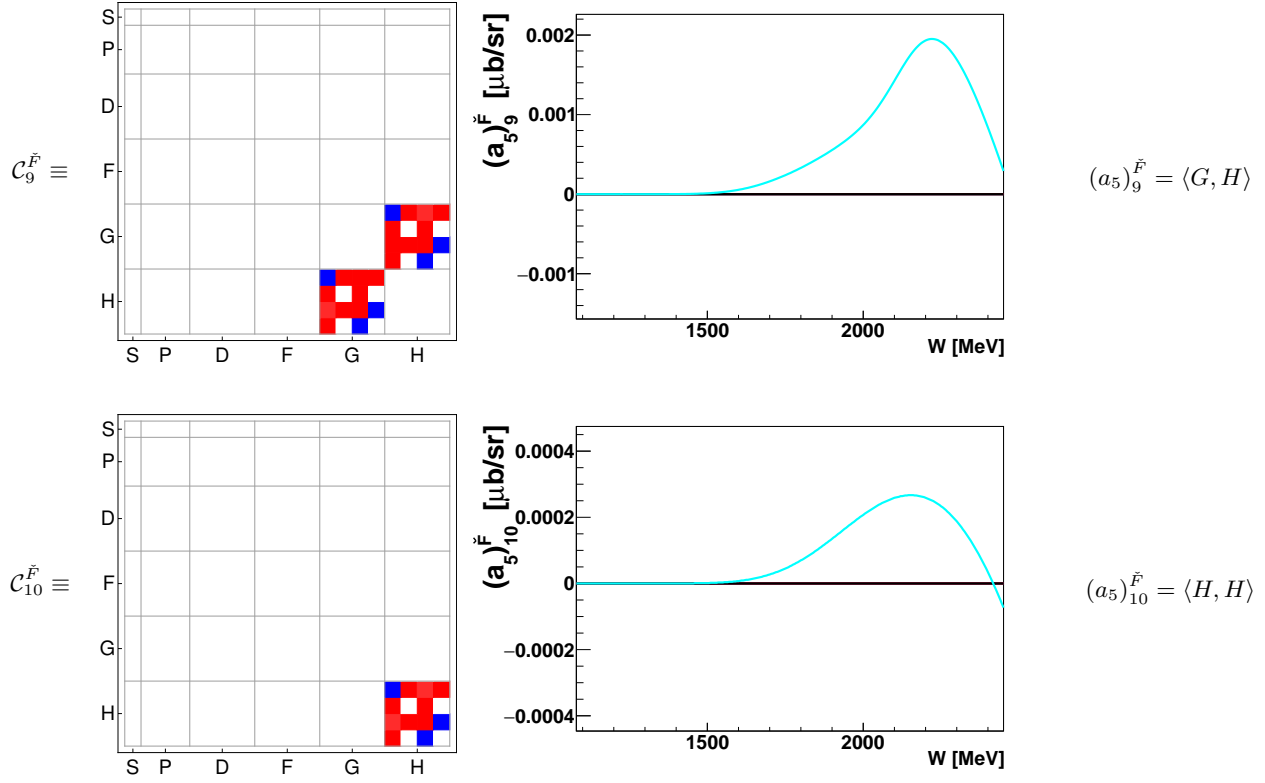 S
P
D
F
G
H
S P D F G H
𝒞₉^F̌ ≡
(a₅)₉^F̌ [μb/sr]
0.002
0.001
0
−0.001
1500 2000
W [MeV]
(a₅)₉^F̌ = ⟨G, H⟩
S
P
D
F
G
H
S P D F G H
𝒞₁₀^F̌ ≡
(a₅)₁₀^F̌ [μb/sr]
0.0004
0.0002
0
−0.0002
−0.0004
1500 2000
W [MeV]
(a₅)₁₀^F̌ = ⟨H, H⟩